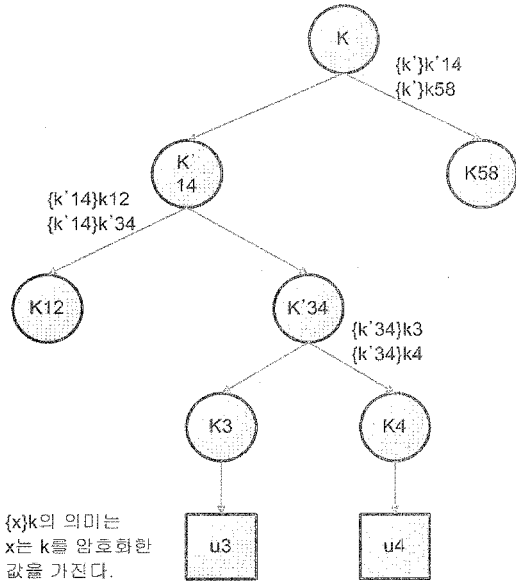 K
{k'}k'14
{k'}k58
K'
14
K58
{k'14}k12
{k'14}k'34
K12
K'34
{k'34}k3
{k'34}k4
K3
K4
{x}k의 의미는
x는 k를 암호화한
값을 가진다.
u3
u4